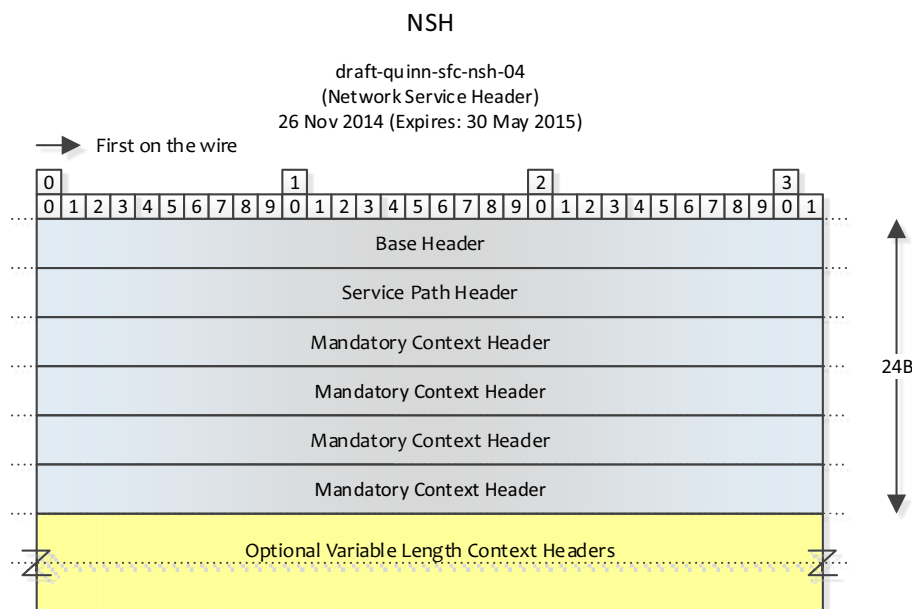 NSH
draft-quinn-sfc-nsh-04
(Network Service Header)
26 Nov 2014 (Expires: 30 May 2015)
First on the wire
0 1 2 3
0 1 2 3 4 5 6 7 8 9 0 1 2 3 4 5 6 7 8 9 0 1 2 3 4 5 6 7 8 9 0 1
Base Header
Service Path Header
Mandatory Context Header
24B
Mandatory Context Header
Mandatory Context Header
Mandatory Context Header
Optional Variable Length Context Headers